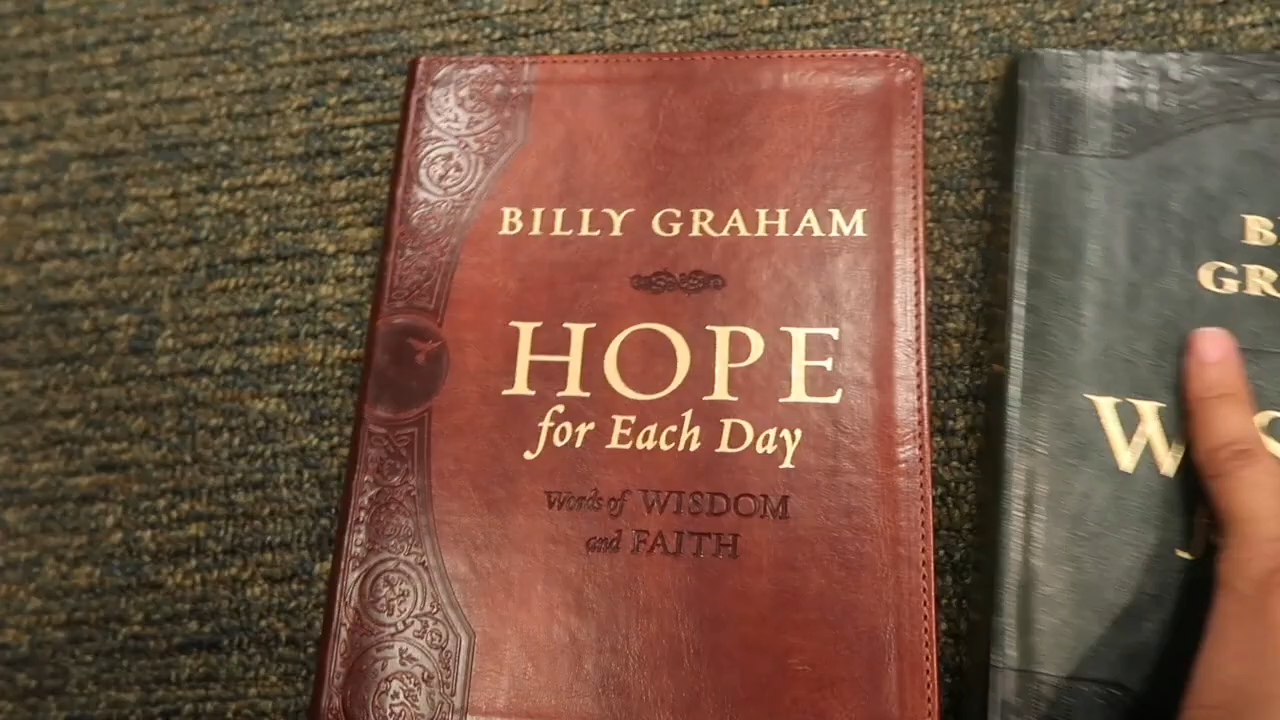 BILLY GRAHAM
HOPE
for Each Day
Words of WISDOM
and FAITH